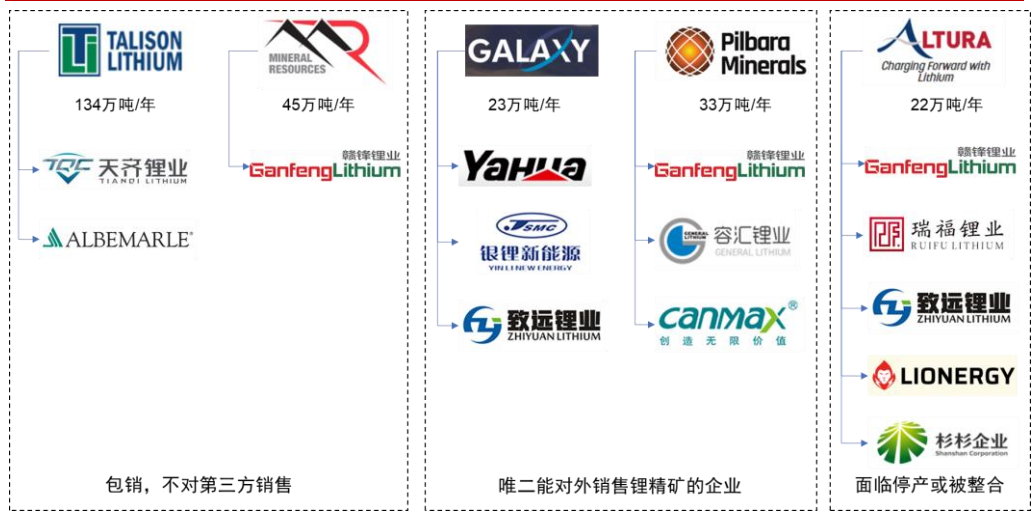 TALISON
LITHIUM
134万吨/年
天齐锂业
TIANQI LITHIUM
ALBEMARLE®
包销，不对第三方销售
MINERAL
RESOURCES
45万吨/年
赣锋锂业
GanfengLithium
GALAXY
23万吨/年
YAHUA
JSMC
银锂新能源
YINLI NEW ENERGY
致远锂业
ZHIYUAN LITHIUM
Pilbara
Minerals
33万吨/年
赣锋锂业
GanfengLithium
GENERAL
LITHIUM
容汇锂业
GENERAL LITHIUM
canmax®
创造无限价值
唯二能对外销售锂精矿的企业
ALTURA
Charging Forward with
Lithium
22万吨/年
赣锋锂业
GanfengLithium
瑞福锂业
RUIFU LITHIUM
致远锂业
ZHIYUAN LITHIUM
LIONERGY
杉杉企业
Shanshan Corporation
面临停产或被整合